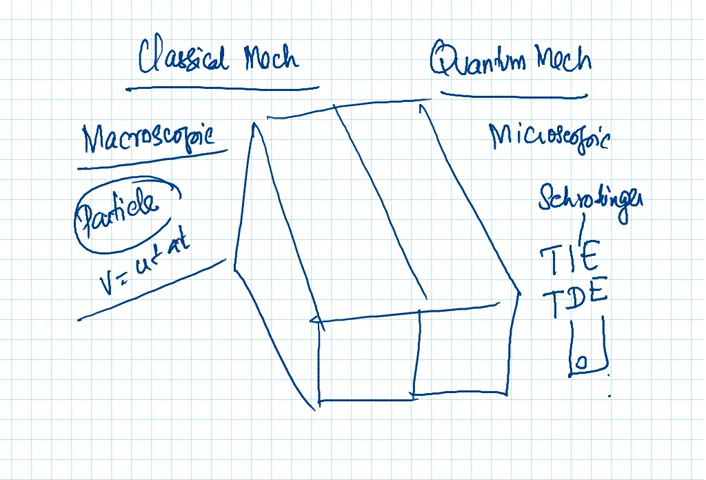 Classical Mech
Quantum Mech
Macroscopic
Microscopic
Particle
V = u + at
Schrodinger
TIE
TDE